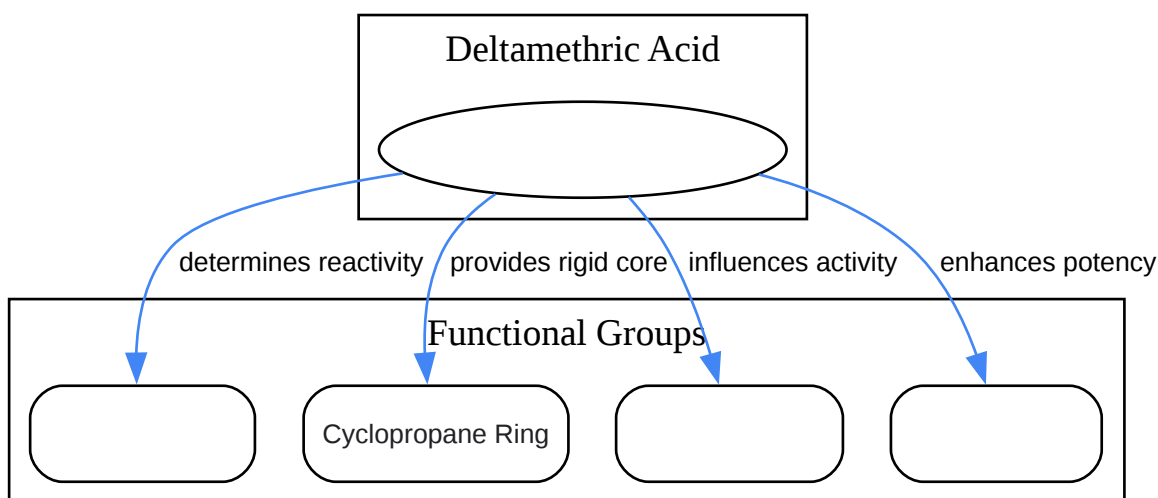 Deltamethric Acid
determines reactivity
provides rigid core
influences activity
enhances potency
Functional Groups
Cyclopropane Ring